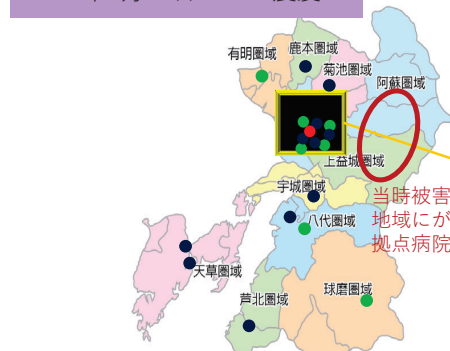 鹿本圏域
有明圏域
菊池圏域
阿蘇圏域
上益城圏域
宇城圏域
当時被害
地域にが
拠点病院
八代圏域
天草圏域
球磨圏域
芦北圏域